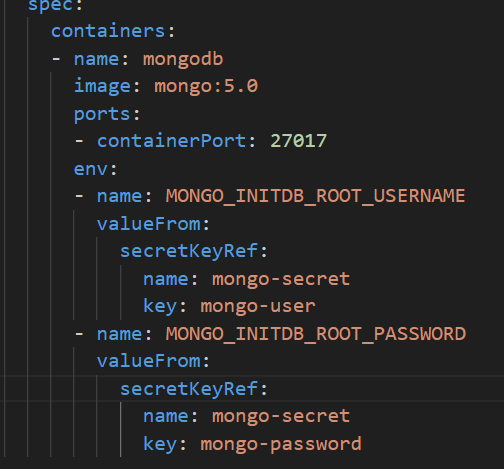 spec:
containers:
- name: mongodb
image: mongo:5.0
ports:
- containerPort: 27017
env:
- name: MONGO_INITDB_ROOT_USERNAME
valueFrom:
secretKeyRef:
name: mongo-secret
key: mongo-user
- name: MONGO_INITDB_ROOT_PASSWORD
valueFrom:
secretKeyRef:
name: mongo-secret
key: mongo-password